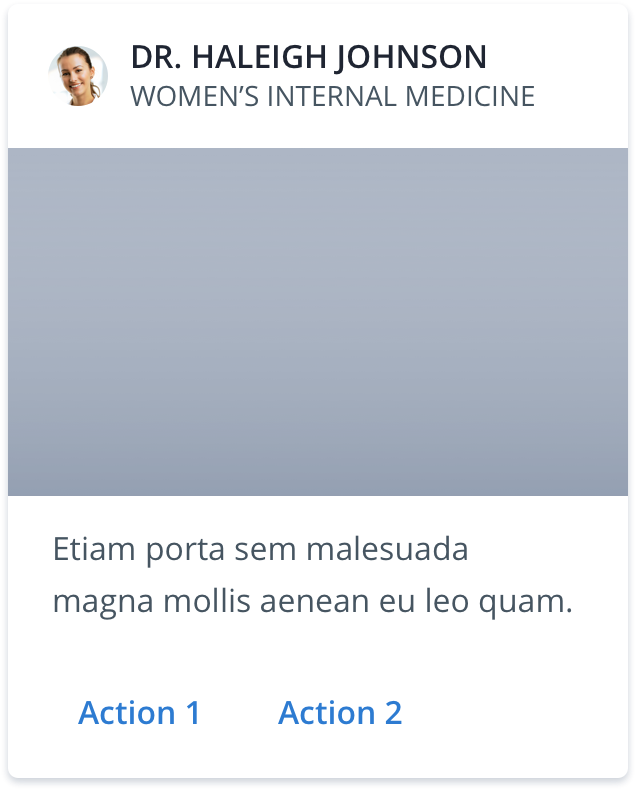 DR. HALEIGH JOHNSON
WOMEN’S INTERNAL MEDICINE
Etiam porta sem malesuada
magna mollis aenean eu leo quam.
Action 1 Action 2